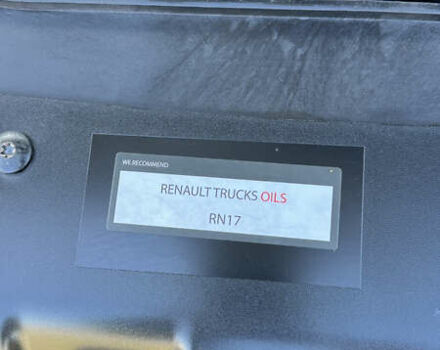 WE RECOMMEND
RENAULT TRUCKS OILS
RN17